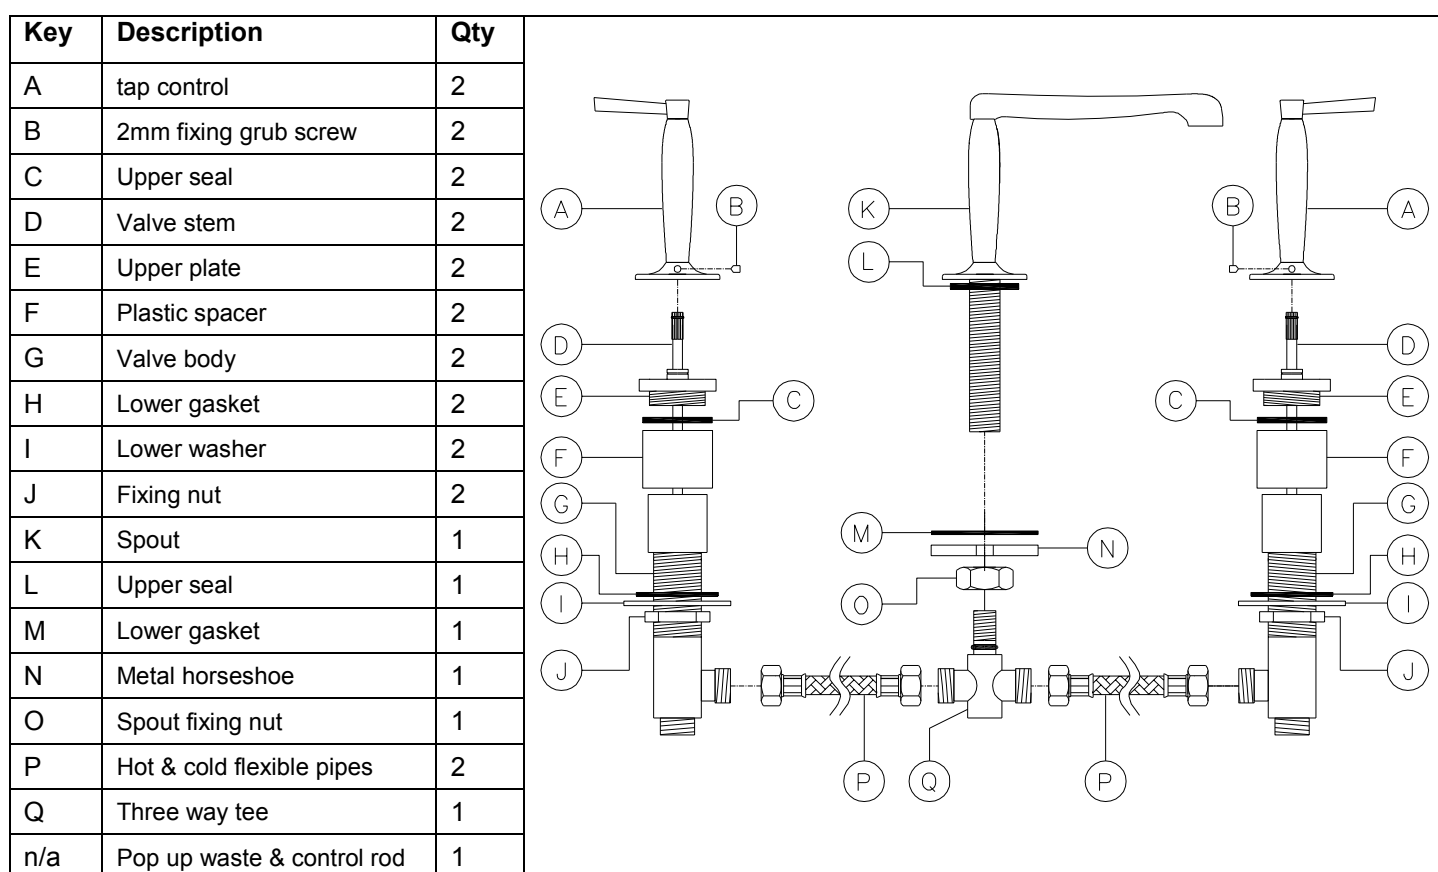 Key Description Qty
A tap control 2
B 2mm fixing grub screw 2
C Upper seal 2
D Valve stem 2
E Upper plate 2
F Plastic spacer 2
G Valve body 2
H Lower gasket 2
I Lower washer 2
J Fixing nut 2
K Spout 1
L Upper seal 1
M Lower gasket 1
N Metal horseshoe 1
O Spout fixing nut 1
P Hot & cold flexible pipes 2
Q Three way tee 1
n/a Pop up waste & control rod 1
A B K B A
L
D D
E C C E
F F
G G
M N
H H
I O I
J J
P Q P